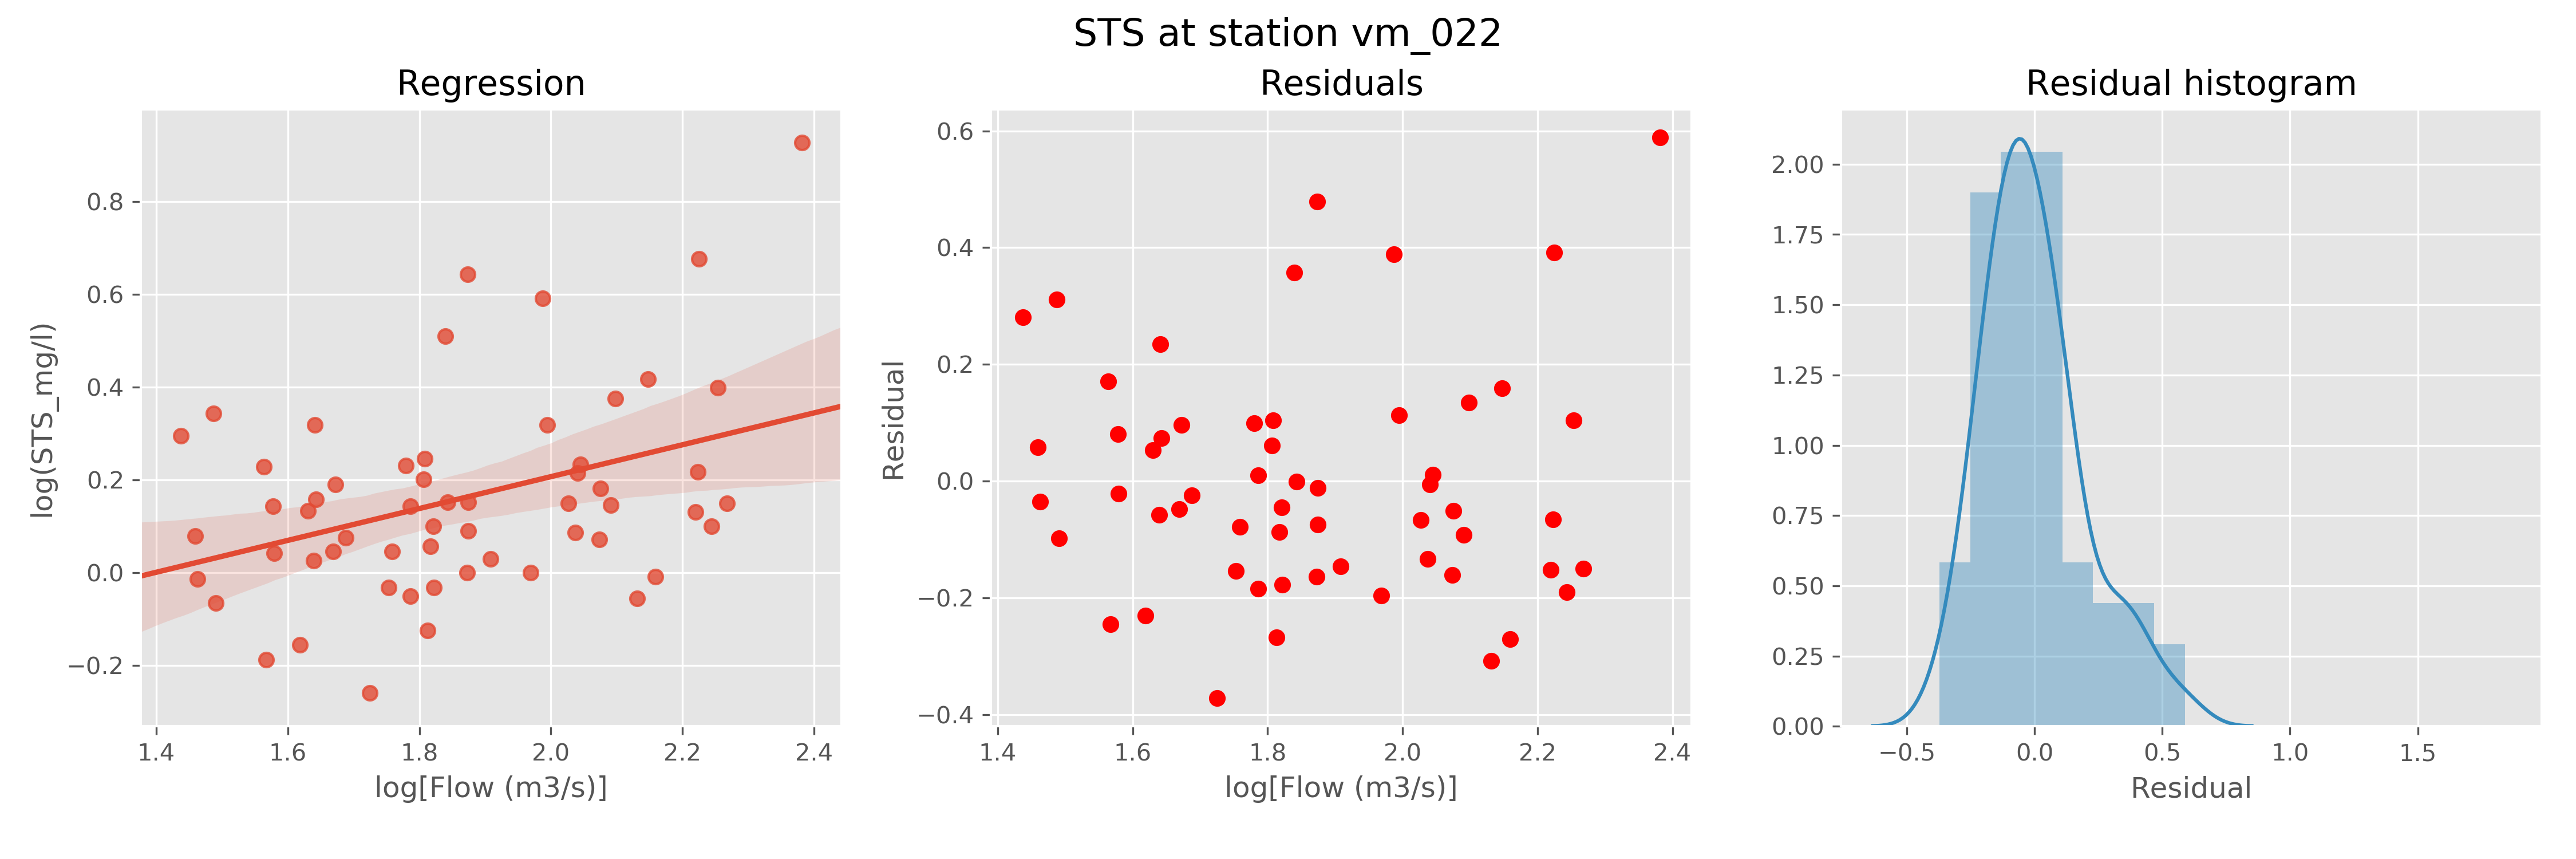 STS at station vm_022
Regression
log(STS_mg/l)
0.8
0.6
0.4
0.2
0.0
−0.2
1.4 1.6 1.8 2.0 2.2 2.4
log[Flow (m3/s)]
Residuals
Residual
0.6
0.4
0.2
0.0
−0.2
−0.4
1.4 1.6 1.8 2.0 2.2 2.4
log[Flow (m3/s)]
Residual histogram
2.00
1.75
1.50
1.25
1.00
0.75
0.50
0.25
0.00
−0.5 0.0 0.5 1.0 1.5
Residual